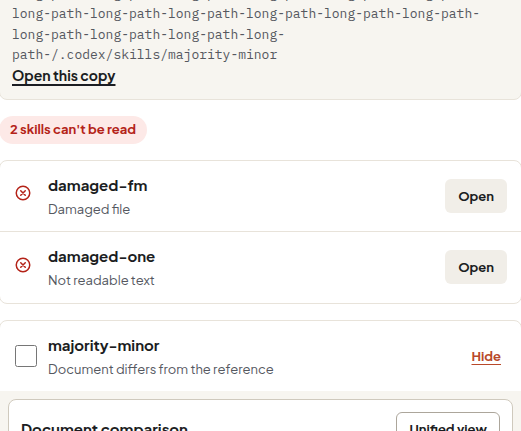 long-path-long-path-long-path-long-path-long-path-long-path-
long-path-long-path-long-path-long-
path-/.codex/skills/majority-minor
Open this copy
2 skills can't be read
damaged-fm
Damaged file
Open
damaged-one
Not readable text
Open
majority-minor
Document differs from the reference
Hide
Document comparison
Unified view